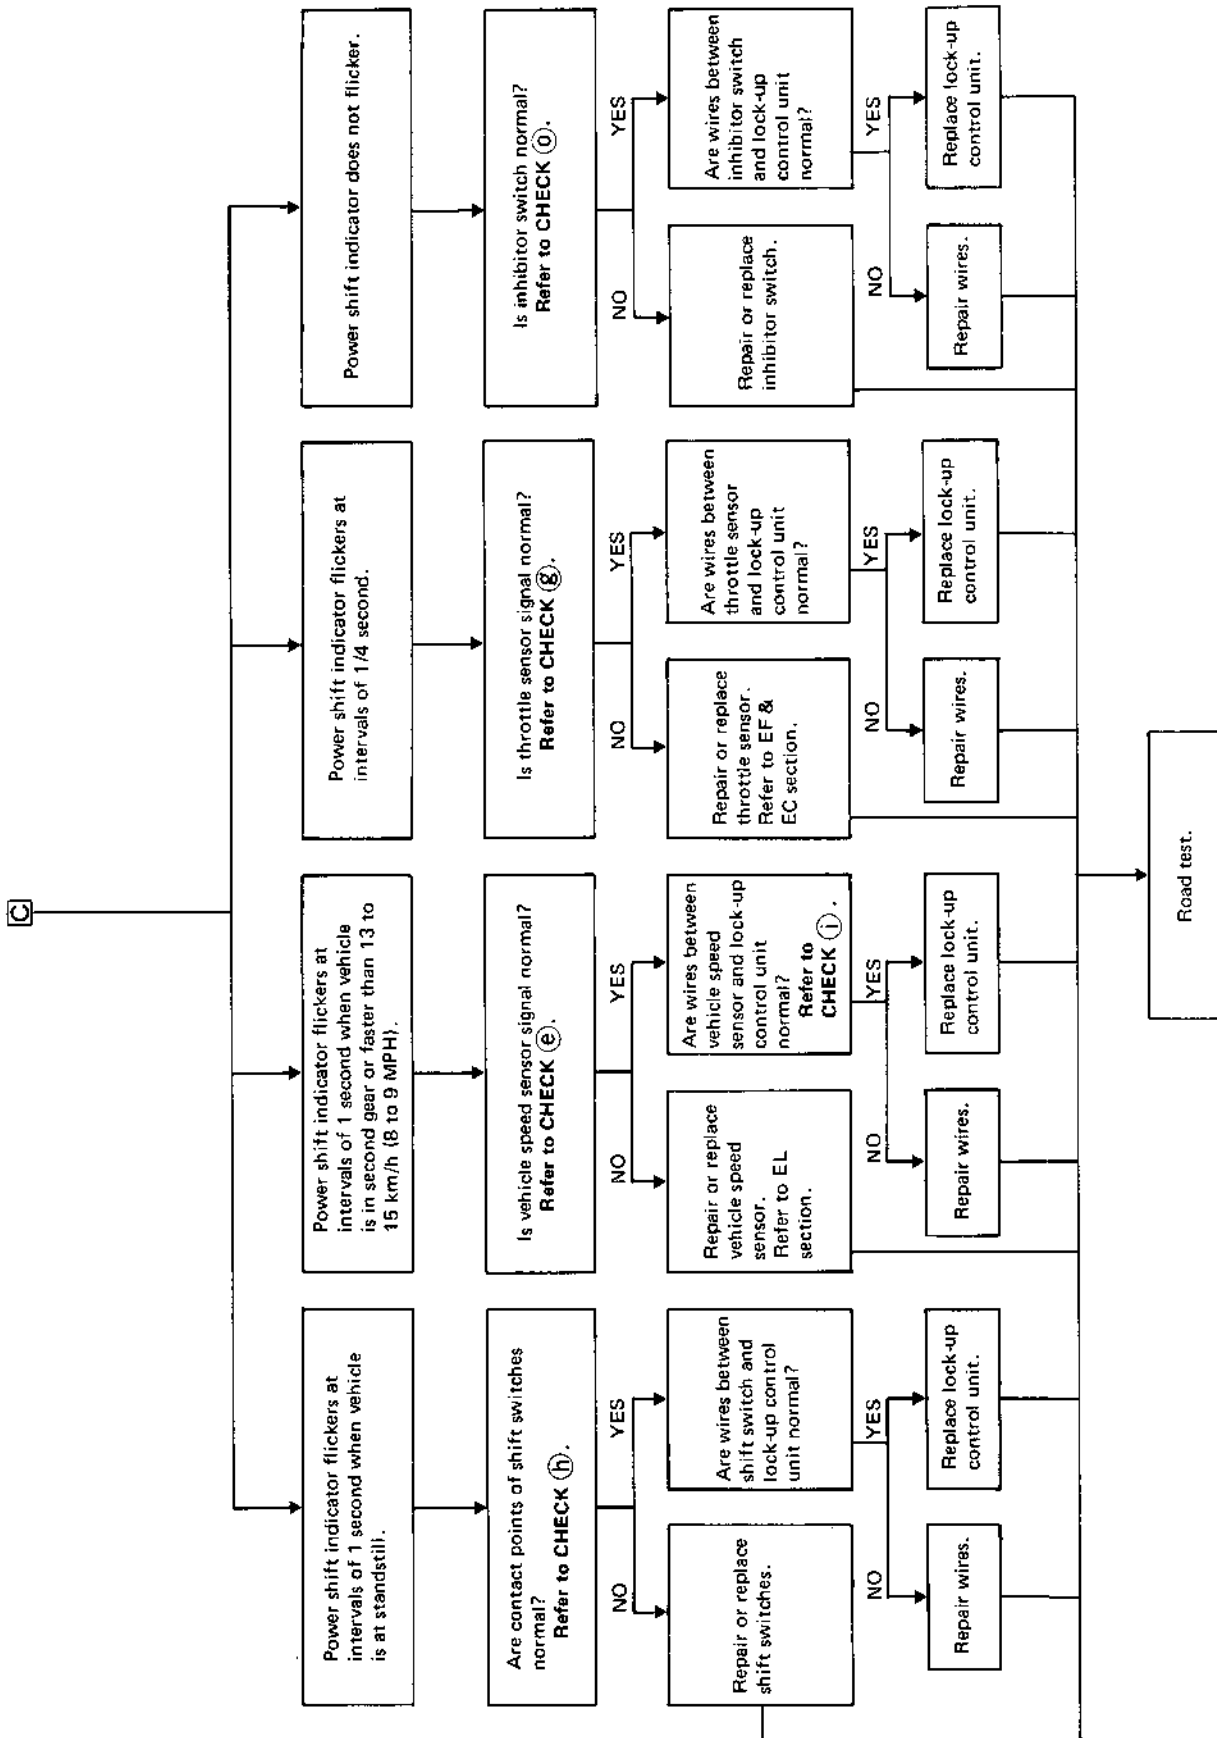 C
Power shift indicator flickers at
intervals of 1 second when vehicle
is at standstill.
Power shift indicator flickers at
intervals of 1 second when vehicle
is in second gear or faster than 13 to
15 km/h (8 to 9 MPH).
Power shift indicator flickers at
intervals of 1/4 second.
Power shift indicator does not flicker.
Are contact points of shift switches
normal?
Refer to CHECK (h).
Is vehicle speed sensor signal normal?
Refer to CHECK (e).
Is throttle sensor signal normal?
Refer to CHECK (g).
Is inhibitor switch normal?
Refer to CHECK (o).
NO
YES
NO
YES
NO
YES
NO
YES
Repair or replace
shift switches.
Are wires between
shift switch and
lock-up control
unit normal?
Repair or replace
vehicle speed
sensor.
Refer to EL
section.
Are wires between
vehicle speed
sensor and lock-up
control unit
normal?
Refer to
CHECK (i).
Repair or replace
throttle sensor.
Refer to EF &
EC section.
Are wires between
throttle sensor
and lock-up
control unit
normal?
Repair or replace
inhibitor switch.
Are wires between
inhibitor switch
and lock-up
control unit
normal?
NO
YES
NO
YES
NO
YES
NO
YES
Repair wires.
Replace lock-up
control unit.
Repair wires.
Replace lock-up
control unit.
Repair wires.
Replace lock-up
control unit.
Repair wires.
Replace lock-up
control unit.
Road test.